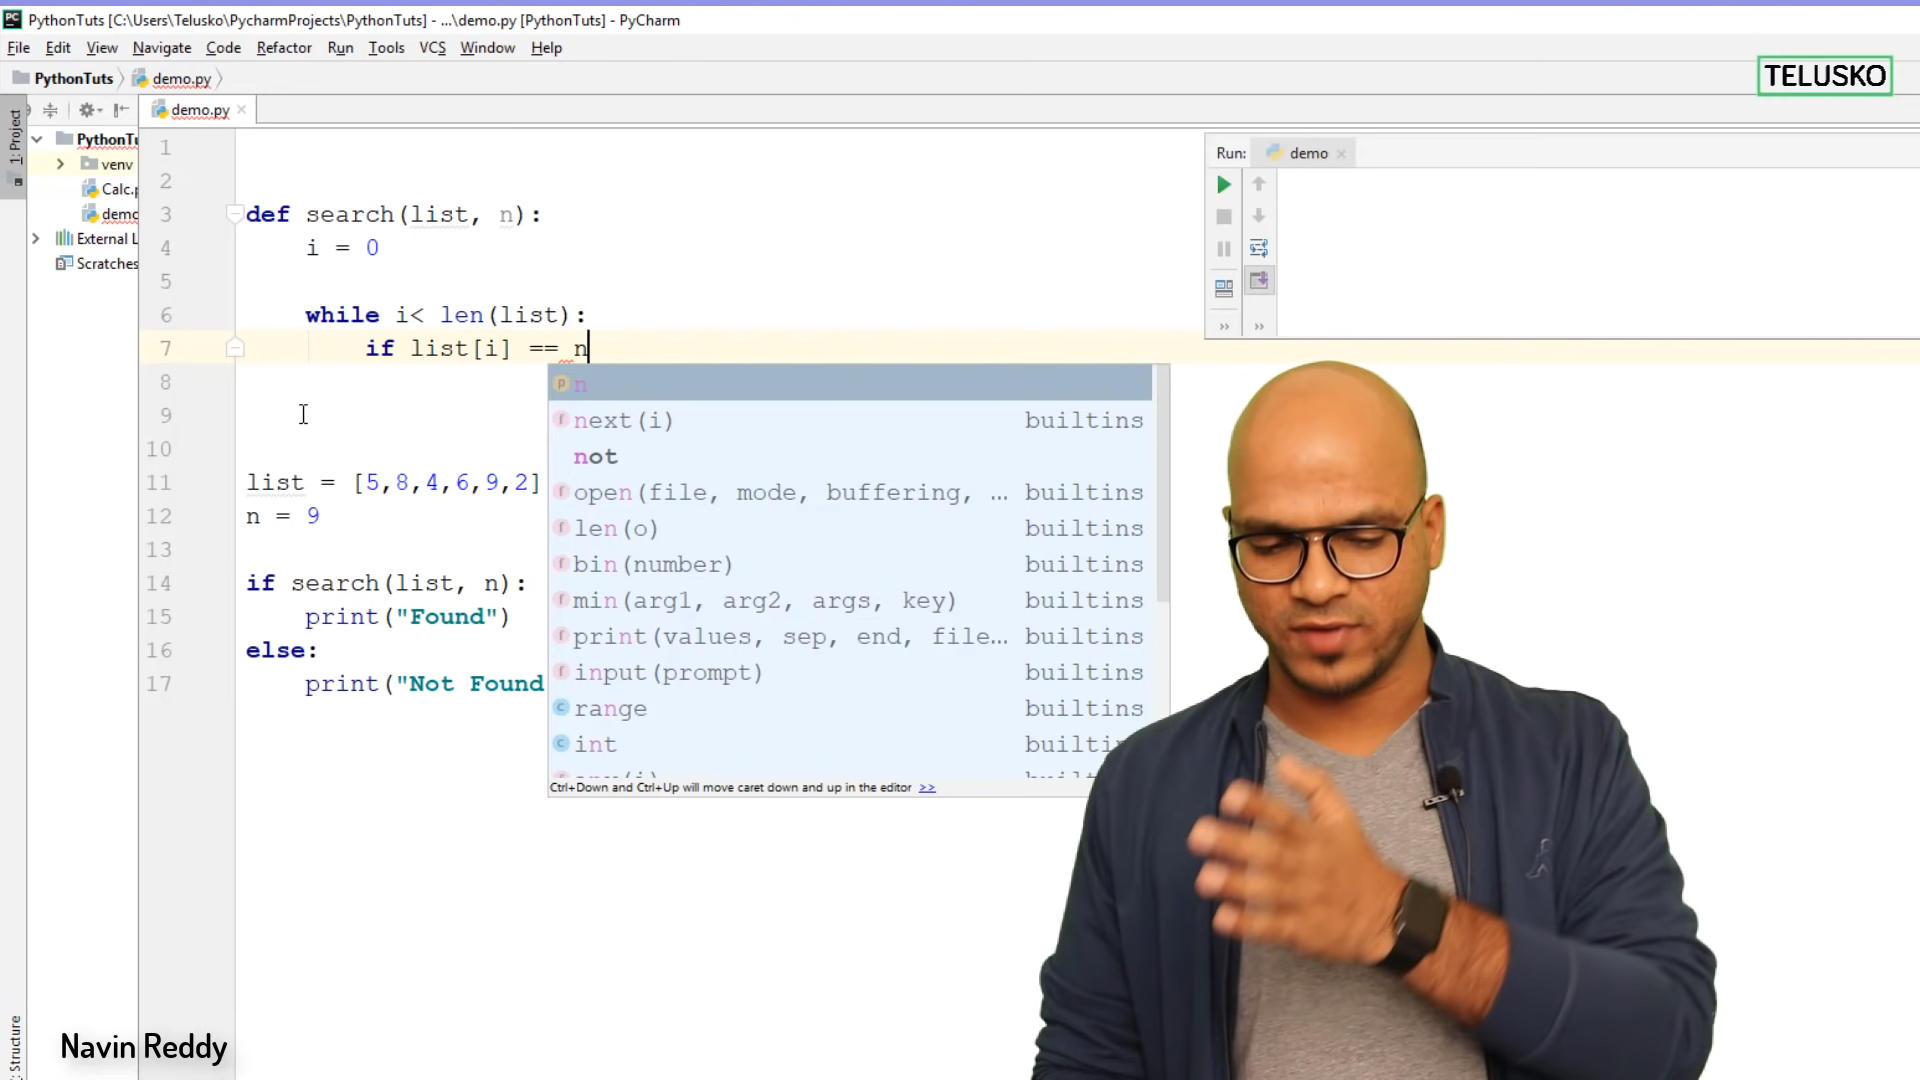 PythonTuts [C:\Users\Telusko\PycharmProjects\PythonTuts] - ...\demo.py [PythonTuts] - PyCharm
File Edit View Navigate Code Refactor Run Tools VCS Window Help
PythonTuts demo.py
TELUSKO
demo.py
1: Project
PythonTu
venv
Calc.p
demo
External L
Scratches
Run: demo
1
2
3 def search(list, n):
4 i = 0
5
6 while i< len(list):
7 if list[i] == n
8
9
10
11 list = [5,8,4,6,9,2]
12 n = 9
13
14 if search(list, n):
15 print("Found")
16 else:
17 print("Not Found
n
next(i) builtins
not
open(file, mode, buffering, ... builtins
len(o) builtins
bin(number) builtins
min(arg1, arg2, args, key) builtins
print(values, sep, end, file... builtins
input(prompt) builtins
range builtins
int builti
Ctrl+Down and Ctrl+Up will move caret down and up in the editor >>
Structure
Navin Reddy